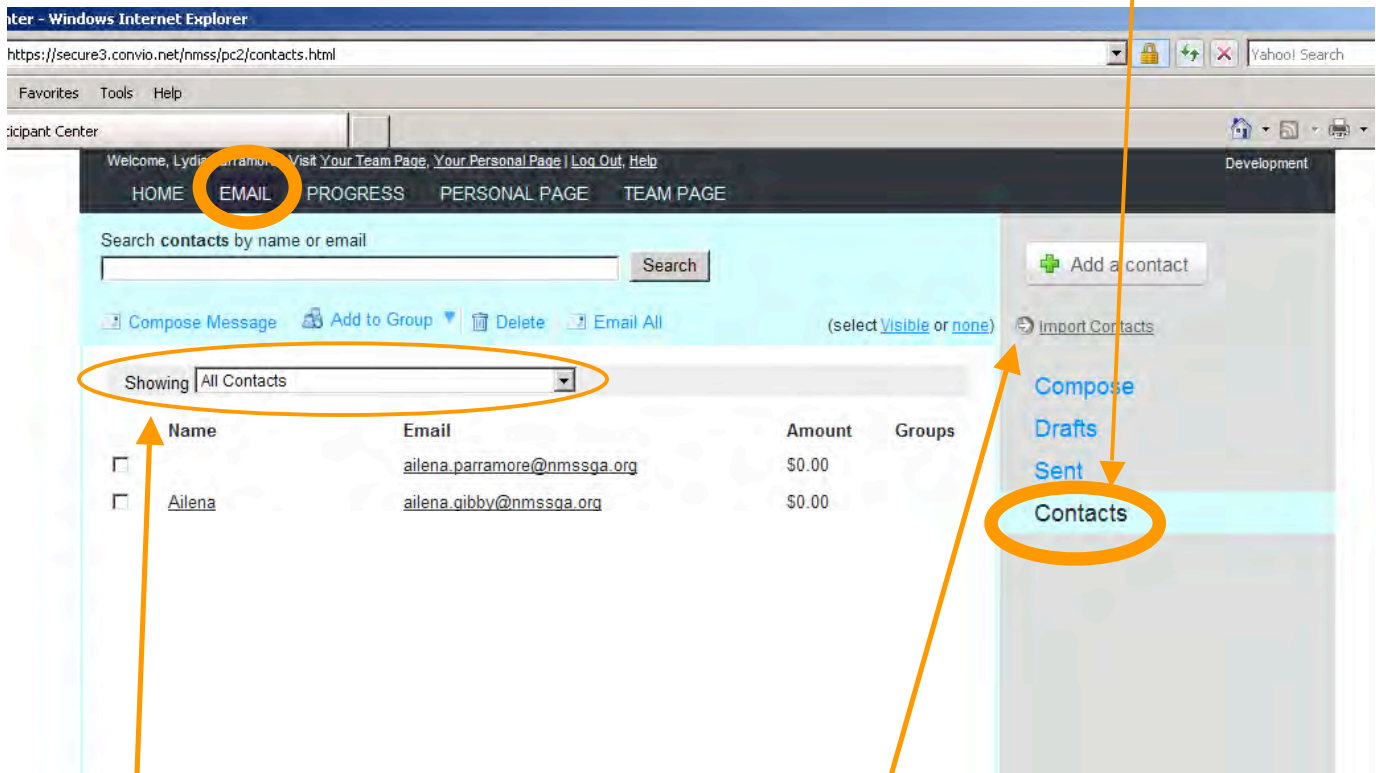 nter - Windows Internet Explorer
https://secure3.convio.net/nmss/pc2/contacts.html
Yahoo! Search
Favorites Tools Help
ticipant Center
Welcome, Visit Your Team Page, Your Personal Page | Log Out, Help
Development
HOME EMAIL PROGRESS PERSONAL PAGE TEAM PAGE
Search contacts by name or email
Search
Add a contact
Compose Message Add to Group Delete Email All (select Visible or none)
Import Contacts
Showing All Contacts
Compose
Name Email Amount Groups
Drafts
ailena.parramore@nmssga.org $0.00
Sent
Ailena ailena.gibby@nmssga.org $0.00
Contacts